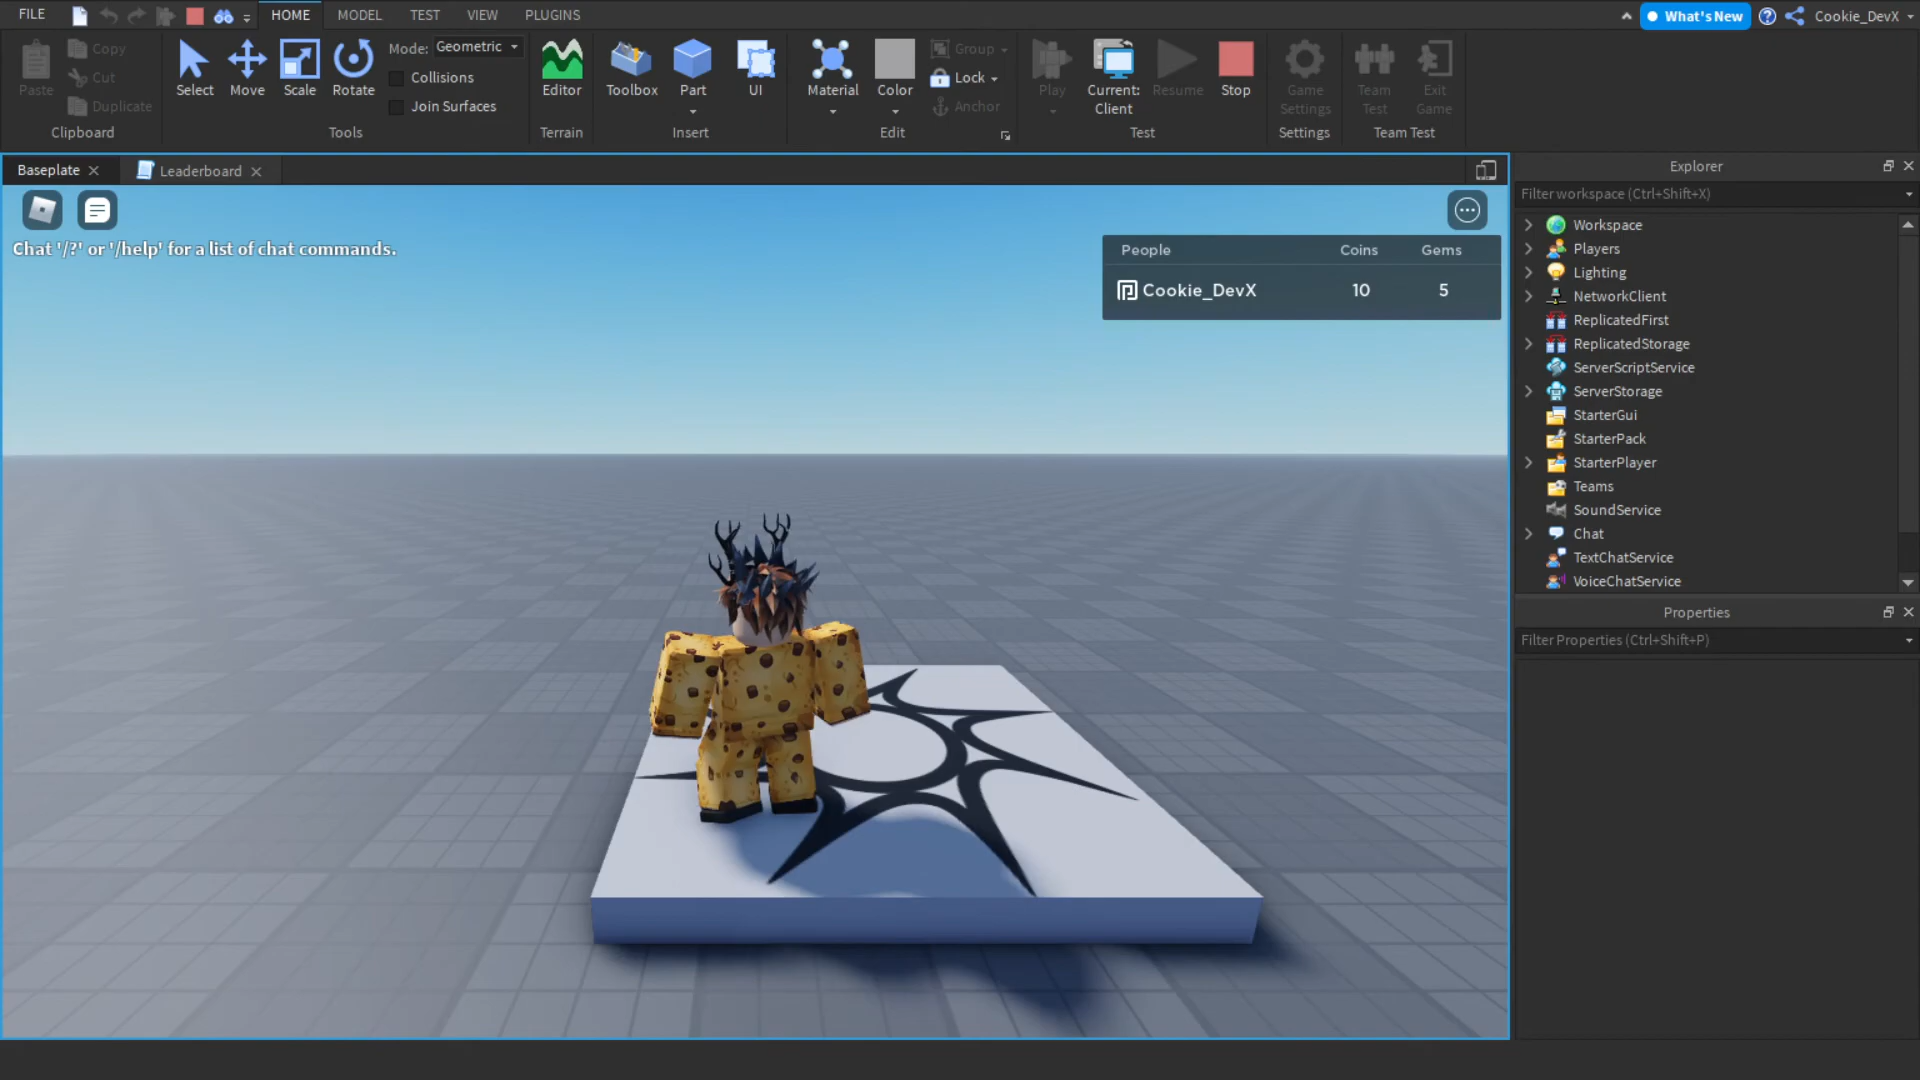 FILE HOME MODEL TEST VIEW PLUGINS What's New Cookie_DevX
Paste
Copy
Cut
Duplicate
Clipboard
Select
Move
Scale
Rotate
Mode: Geometric
Collisions
Join Surfaces
Tools
Editor
Terrain
Toolbox
Part
UI
Insert
Material
Color
Group
Lock
Anchor
Edit
Play
Current:
Client
Resume
Stop
Test
Game
Settings
Settings
Team
Test
Exit
Game
Team Test
Baseplate
Leaderboard
Chat '/?' or '/help' for a list of chat commands.
People Coins Gems
Cookie_DevX 10 5
Explorer
Filter workspace (Ctrl+Shift+X)
Workspace
Players
Lighting
NetworkClient
ReplicatedFirst
ReplicatedStorage
ServerScriptService
ServerStorage
StarterGui
StarterPack
StarterPlayer
Teams
SoundService
Chat
TextChatService
VoiceChatService
Properties
Filter Properties (Ctrl+Shift+P)